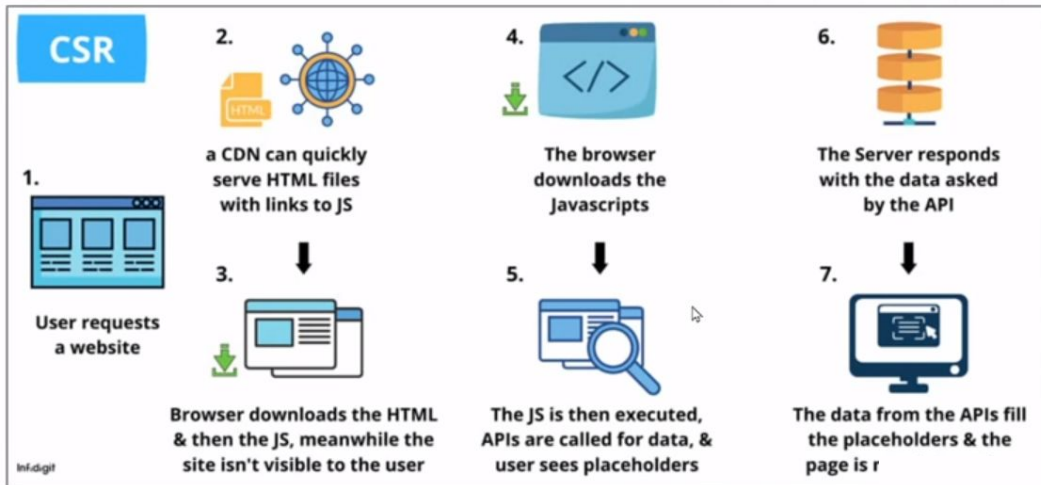 CSR
1.
User requests
a website
2.
HTML
a CDN can quickly
serve HTML files
with links to JS
3.
Browser downloads the HTML
& then the JS, meanwhile the
site isn't visible to the user
4.
</>
The browser
downloads the
Javascripts
5.
The JS is then executed,
APIs are called for data, &
user sees placeholders
6.
The Server responds
with the data asked
by the API
7.
The data from the APIs fill
the placeholders & the
page is r
Infidigit